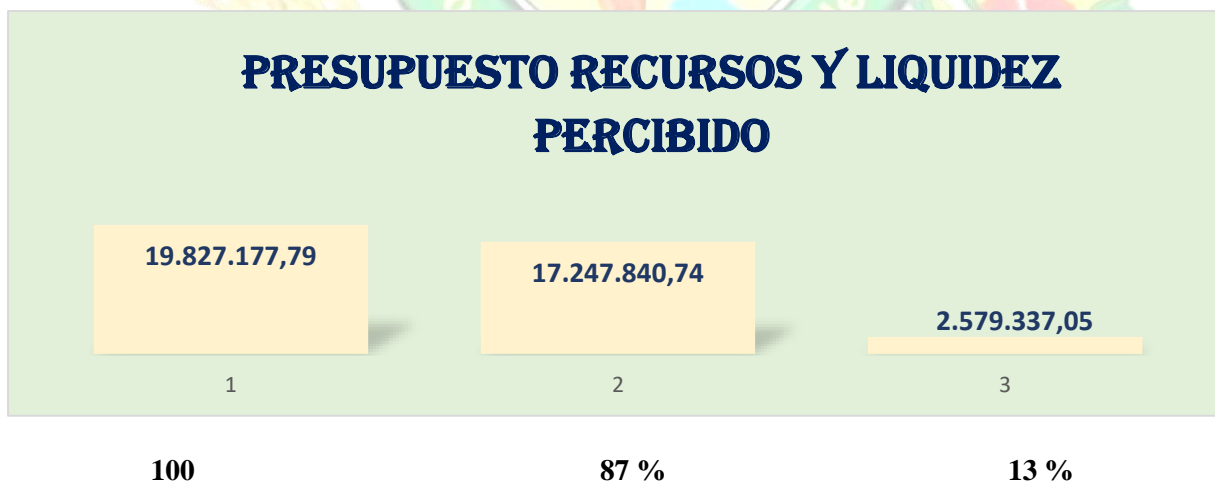 PRESUPUESTO RECURSOS Y LIQUIDEZ
PERCIBIDO
19.827.177,79
17.247.840,74
2.579.337,05
1 2 3
100 87 % 13 %